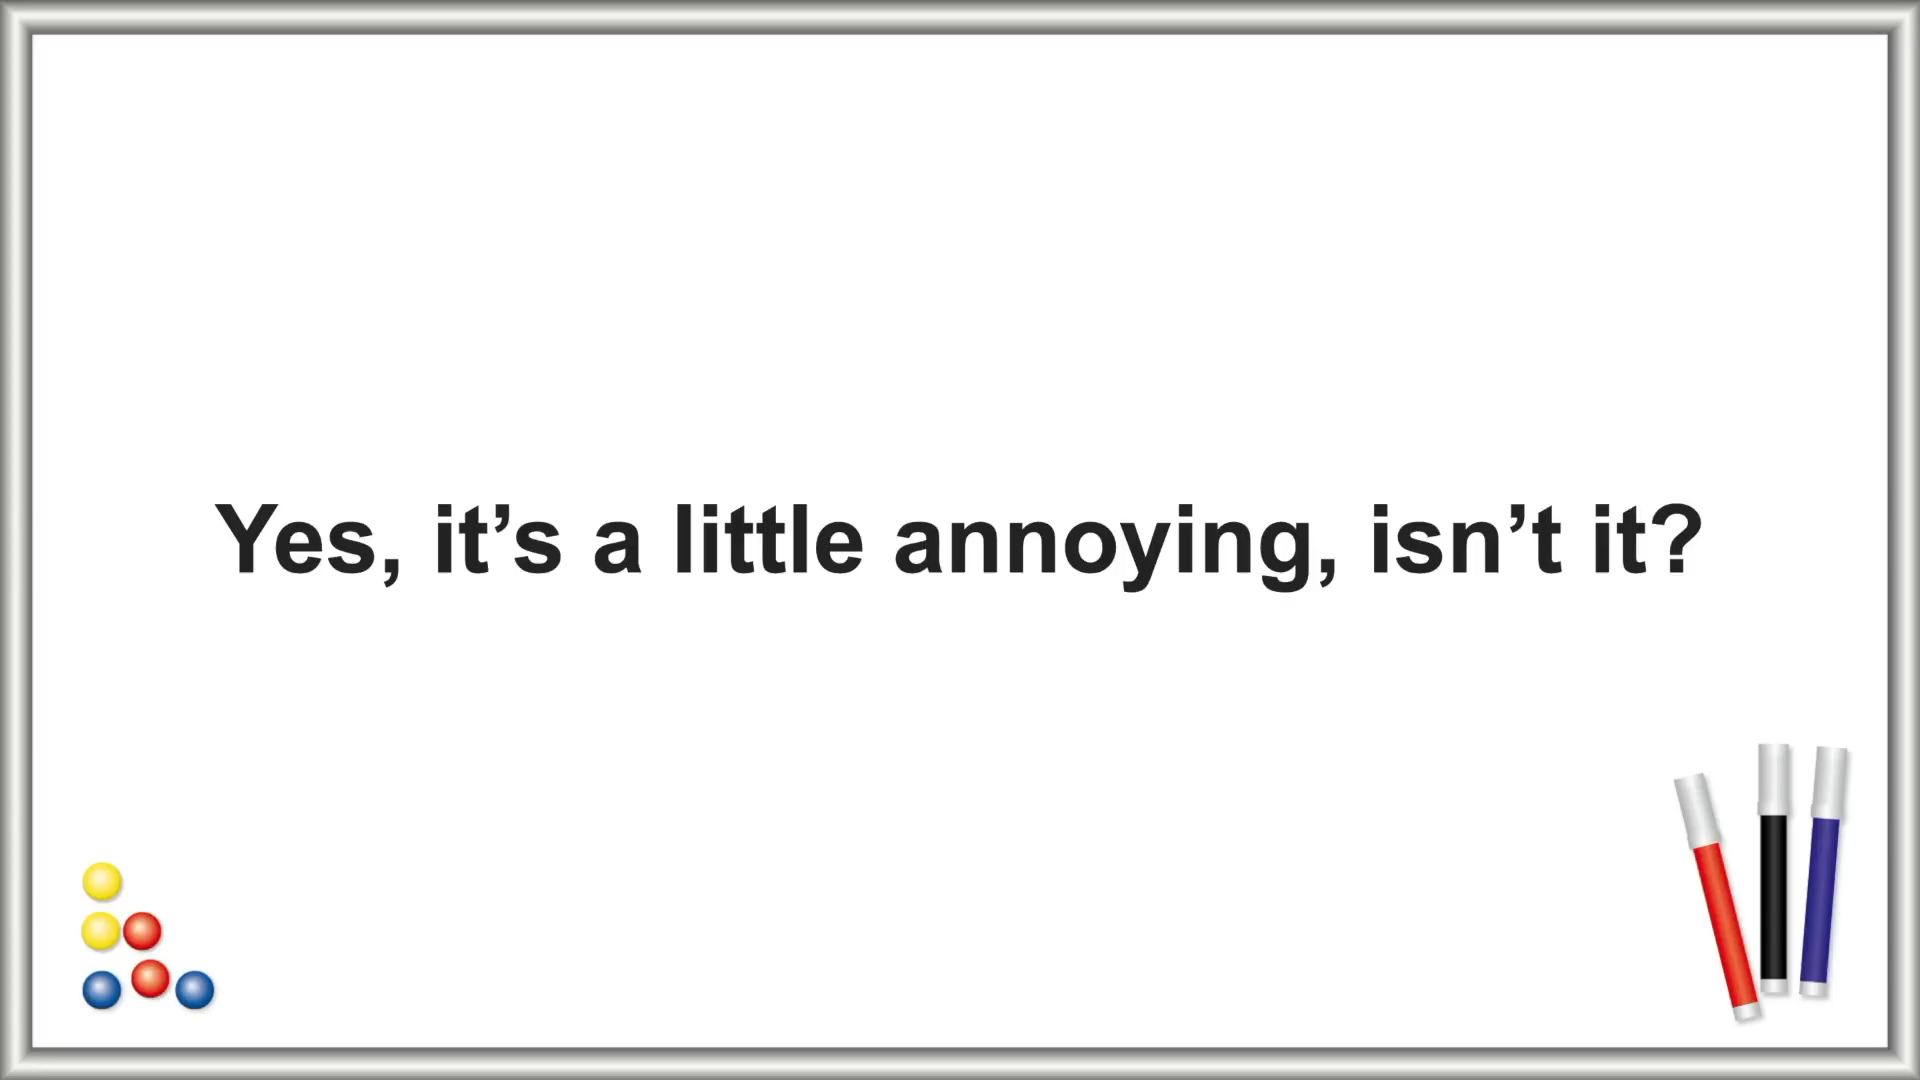 Yes, it’s a little annoying, isn’t it?